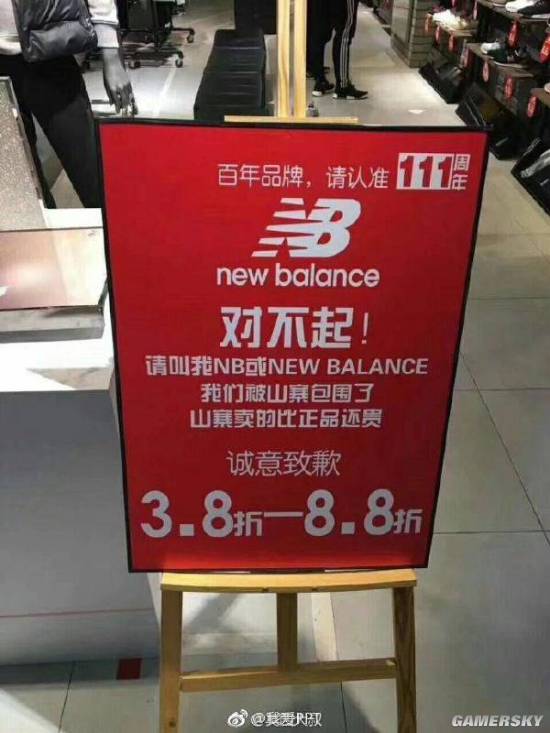 百年品牌，请认准111周年
NB
new balance
对不起！
请叫我NB或NEW BALANCE
我们被山寨包围了
山寨卖的比正品还贵
诚意致歉
3.8折—8.8折
GAMERSKY